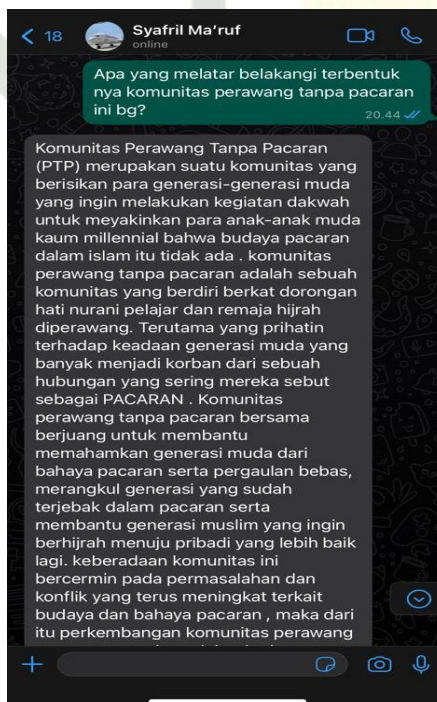 18
Syafril Ma'ruf
online
Apa yang melatar belakangi terbentuk
nya komunitas perawang tanpa pacaran
ini bg?
20.44
Komunitas Perawang Tanpa Pacaran
(PTP) merupakan suatu komunitas yang
berisikan para generasi-generasi muda
yang ingin melakukan kegiatan dakwah
untuk meyakinkan para anak-anak muda
kaum millennial bahwa budaya pacaran
dalam islam itu tidak ada . komunitas
perawang tanpa pacaran adalah sebuah
komunitas yang berdiri berkat dorongan
hati nurani pelajar dan remaja hijrah
diperawang. Terutama yang prihatin
terhadap keadaan generasi muda yang
banyak menjadi korban dari sebuah
hubungan yang sering mereka sebut
sebagai PACARAN . Komunitas
perawang tanpa pacaran bersama
berjuang untuk membantu
memahamkan generasi muda dari
bahaya pacaran serta pergaulan bebas,
merangkul generasi yang sudah
terjebak dalam pacaran serta
membantu generasi muslim yang ingin
berhijrah menuju pribadi yang lebih baik
lagi. keberadaan komunitas ini
bercermin pada permasalahan dan
konflik yang terus meningkat terkait
budaya dan bahaya pacaran , maka dari
itu perkembangan komunitas perawang